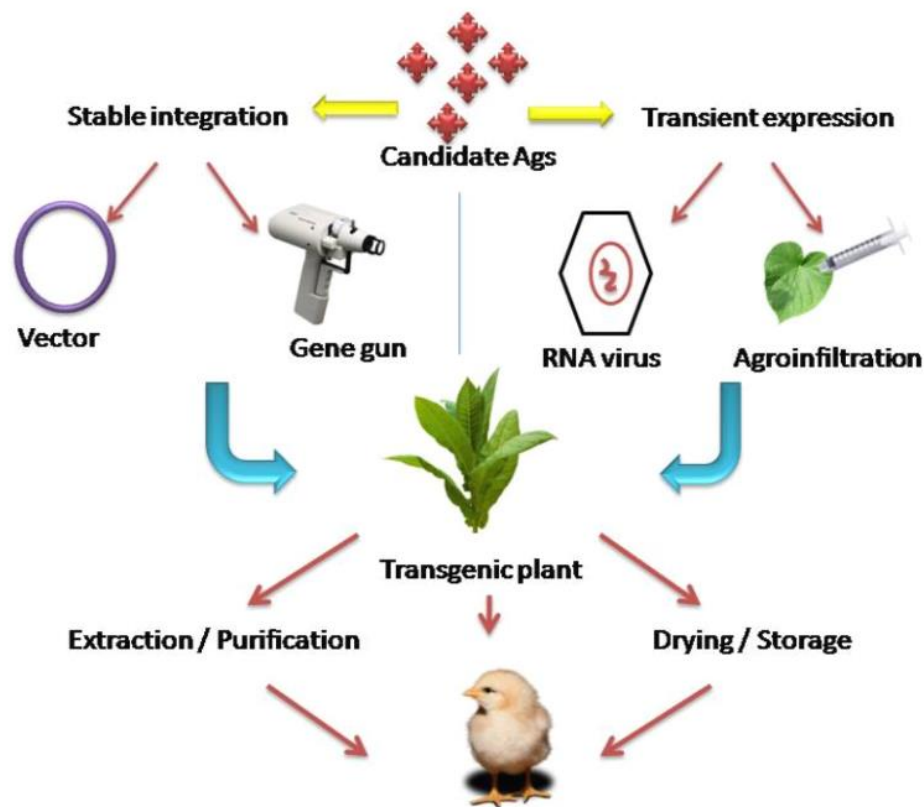 Stable integration
Candidate Ags
Transient expression
Vector
Gene gun
RNA virus
Agroinfiltration
Transgenic plant
Extraction / Purification
Drying / Storage